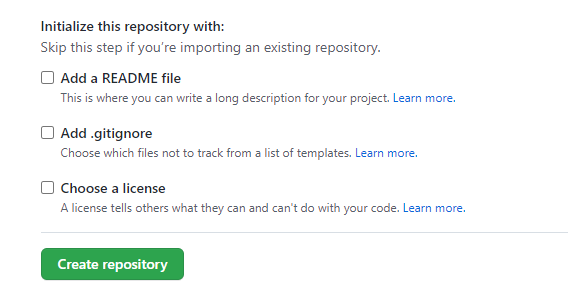 Initialize this repository with:
Skip this step if you're importing an existing repository.
Add a README file
This is where you can write a long description for your project. Learn more.
Add .gitignore
Choose which files not to track from a list of templates. Learn more.
Choose a license
A license tells others what they can and can't do with your code. Learn more.
Create repository